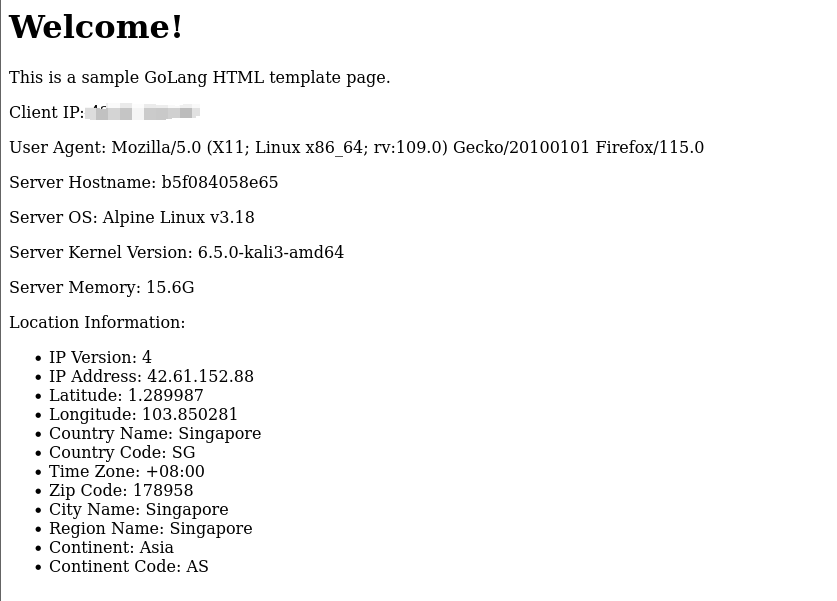 Welcome!
This is a sample GoLang HTML template page.
Client IP:
User Agent: Mozilla/5.0 (X11; Linux x86_64; rv:109.0) Gecko/20100101 Firefox/115.0
Server Hostname: b5f084058e65
Server OS: Alpine Linux v3.18
Server Kernel Version: 6.5.0-kali3-amd64
Server Memory: 15.6G
Location Information:
• IP Version: 4
• IP Address: 42.61.152.88
• Latitude: 1.289987
• Longitude: 103.850281
• Country Name: Singapore
• Country Code: SG
• Time Zone: +08:00
• Zip Code: 178958
• City Name: Singapore
• Region Name: Singapore
• Continent: Asia
• Continent Code: AS